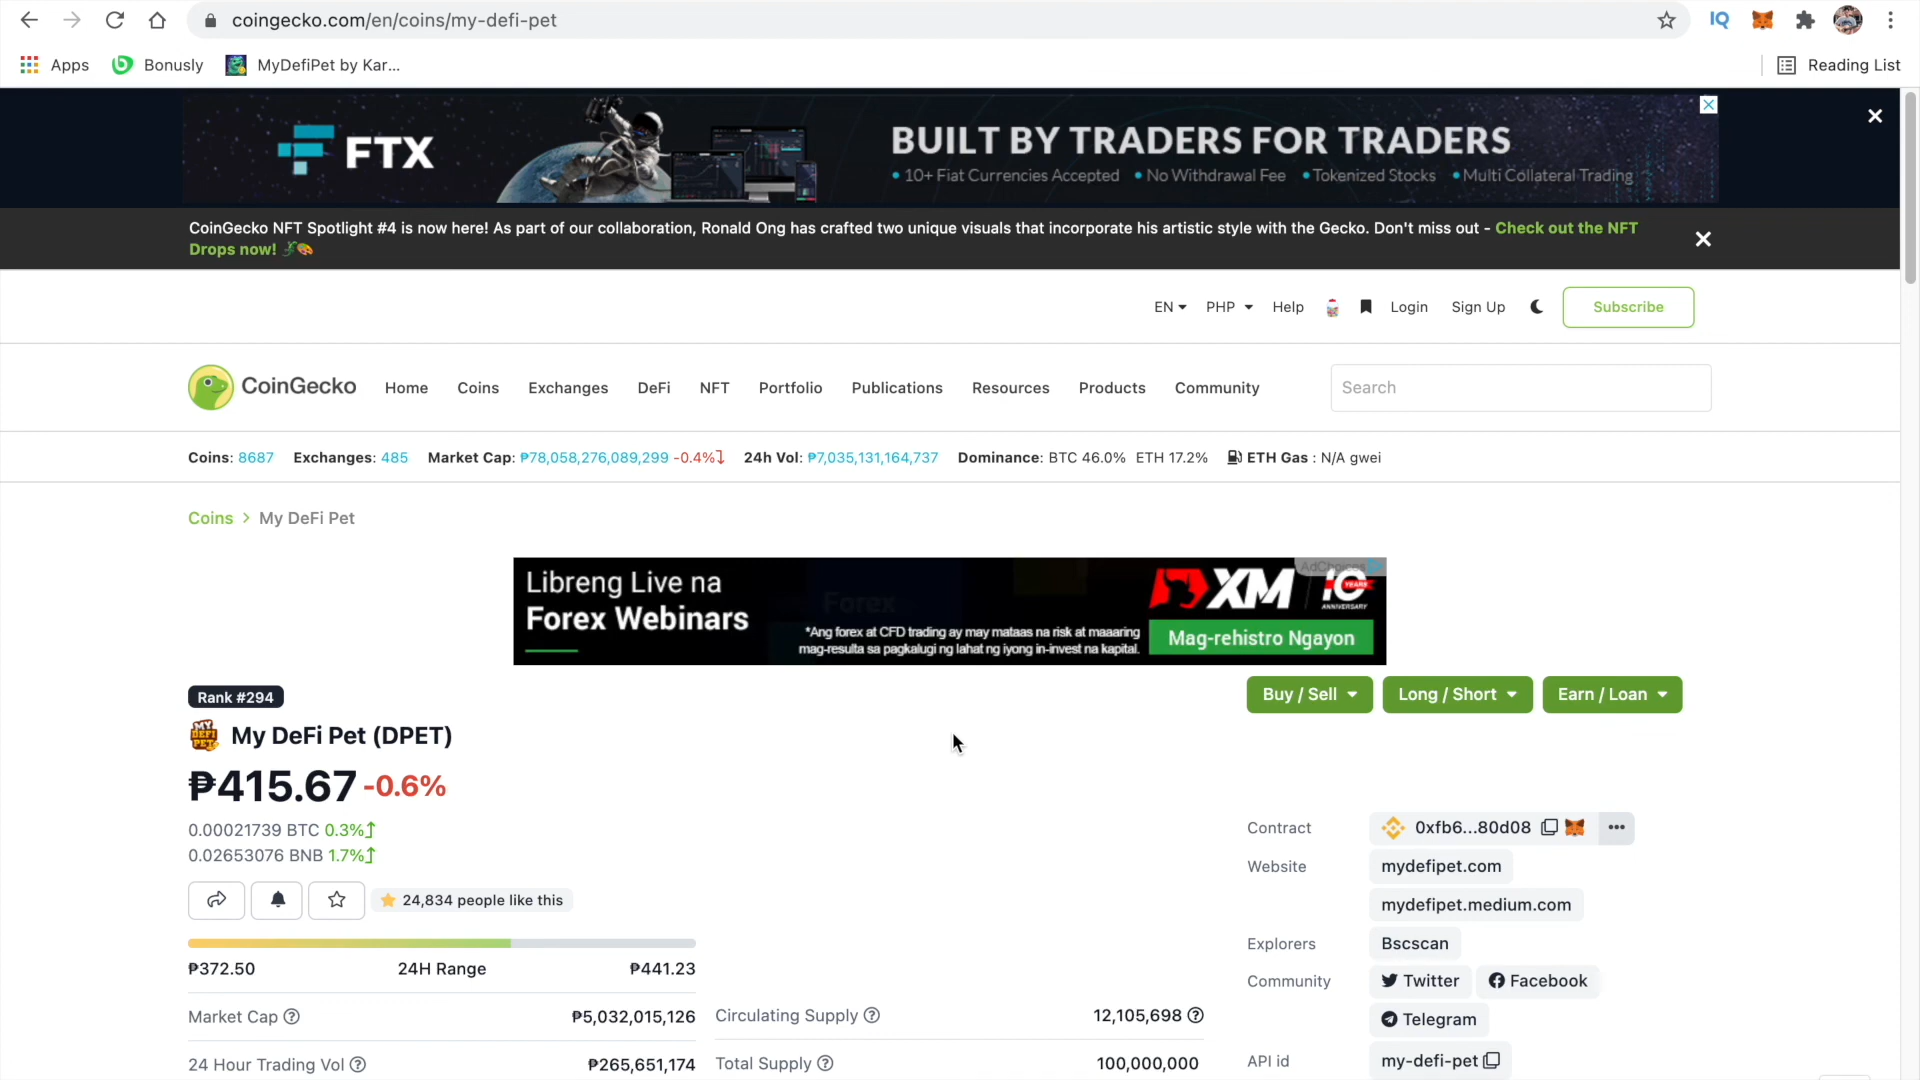 coingecko.com/en/coins/my-defi-pet
IQ
Apps
Bonusly
MyDefiPet by Kar...
Reading List
FTX
BUILT BY TRADERS FOR TRADERS
• 10+ Fiat Currencies Accepted • No Withdrawal Fee • Tokenized Stocks • Multi Collateral Trading
CoinGecko NFT Spotlight #4 is now here! As part of our collaboration, Ronald Ong has crafted two unique visuals that incorporate his artistic style with the Gecko. Don't miss out - Check out the NFT
Drops now!
EN
PHP
Help
Login
Sign Up
Subscribe
CoinGecko
Home
Coins
Exchanges
DeFi
NFT
Portfolio
Publications
Resources
Products
Community
Search
Coins: 8687
Exchanges: 485
Market Cap: ₱78,058,276,089,299 -0.4%
24h Vol: ₱7,035,131,164,737
Dominance: BTC 46.0% ETH 17.2%
ETH Gas : N/A gwei
Coins > My DeFi Pet
Libreng Live na
Forex Webinars
Forex
*Ang forex at CFD trading ay may mataas na risk at maaaring
mag-resulta sa pagkalugi ng lahat ng iyong in-invest na kapital.
XM
10 YEARS
ANNIVERSARY
AdChoices
Mag-rehistro Ngayon
Rank #294
Buy / Sell
Long / Short
Earn / Loan
MY DEFI PET
My DeFi Pet (DPET)
₱415.67 -0.6%
0.00021739 BTC 0.3%
0.02653076 BNB 1.7%
24,834 people like this
₱372.50
24H Range
₱441.23
Market Cap
₱5,032,015,126
24 Hour Trading Vol
₱265,651,174
Circulating Supply
12,105,698
Total Supply
100,000,000
Contract
0xfb6...80d08
Website
mydefipet.com
mydefipet.medium.com
Explorers
Bscscan
Community
Twitter
Facebook
Telegram
API id
my-defi-pet